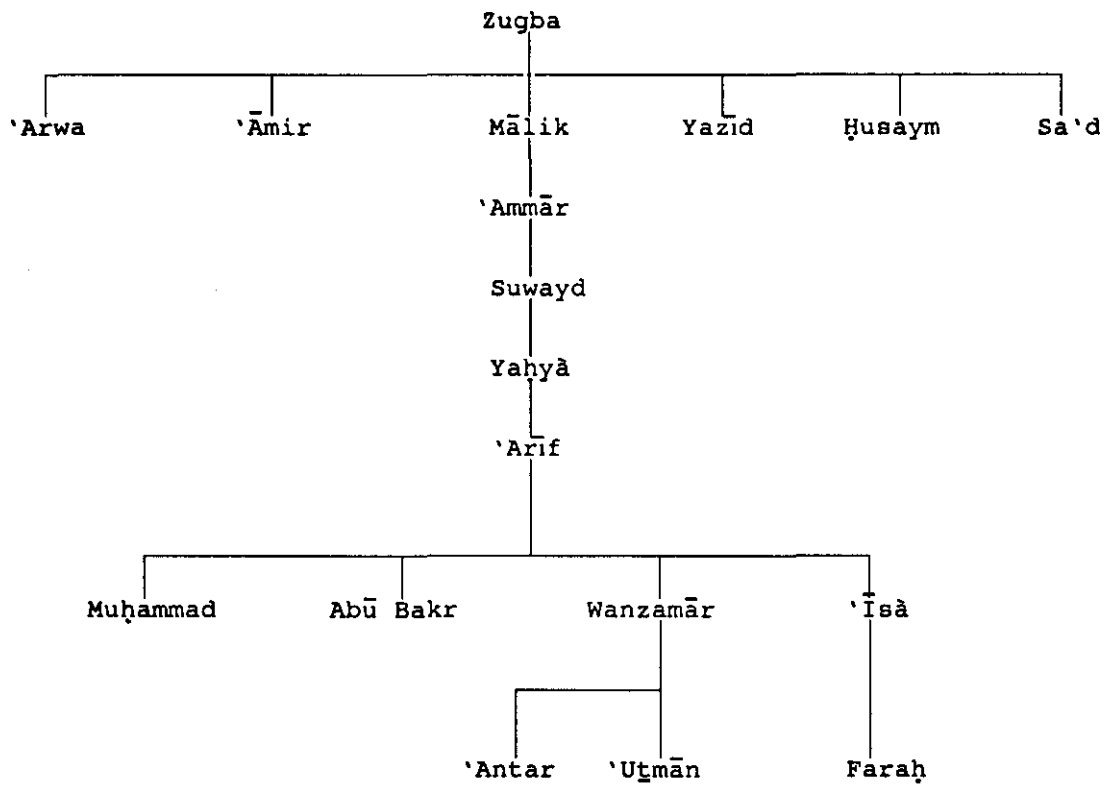 Zugba
‛Arwa ‛Āmir Mālik Yazīd Ḥusaym Sa‛d
‛Ammār
Suwayd
Yaḥyà
‛Arīf
Muḥammad Abū Bakr Wanzamār ‛Īsà
‛Antar ‛Uṯmān Faraḥ